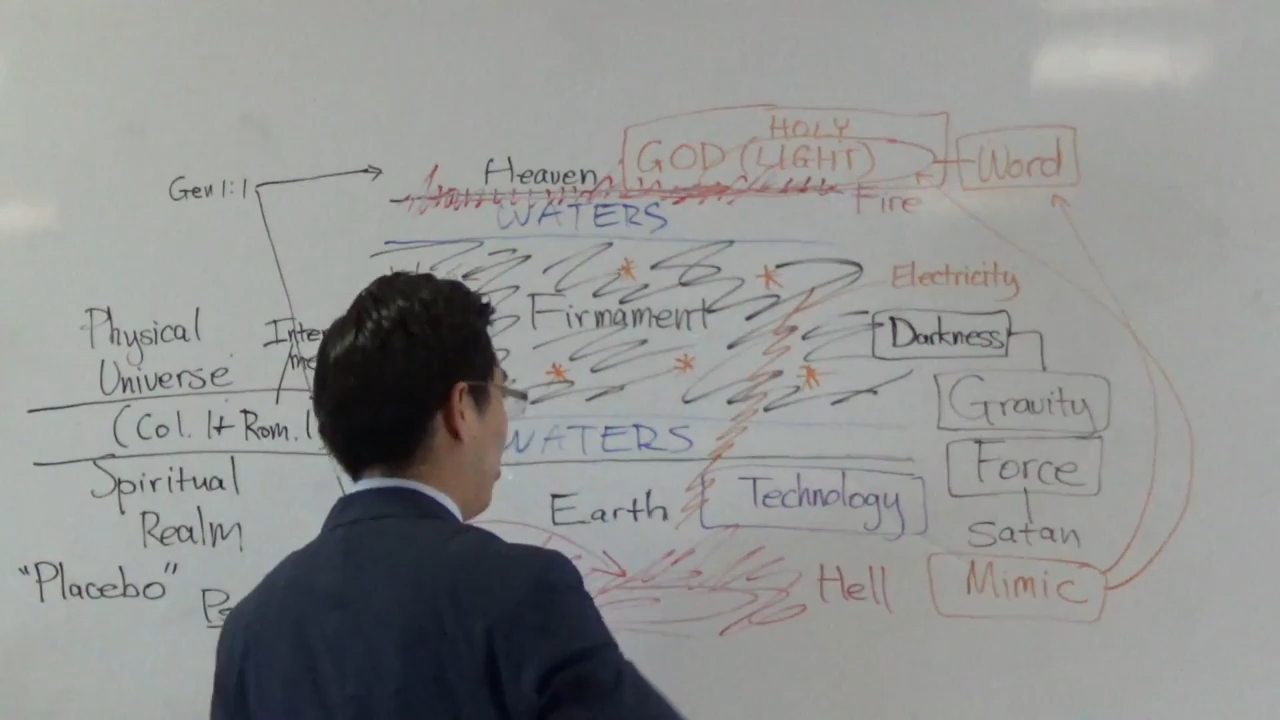 HOLY
Gen 1:1
Heaven
GOD (LIGHT)
Word
Fire
WATERS
Electricity
Physical
Universe
Firmament
Darkness
Gravity
(Col. 1 + Rom. 1
WATERS
Force
Spiritual
Realm
Earth
Technology
Satan
"Placebo"
Hell
Mimic